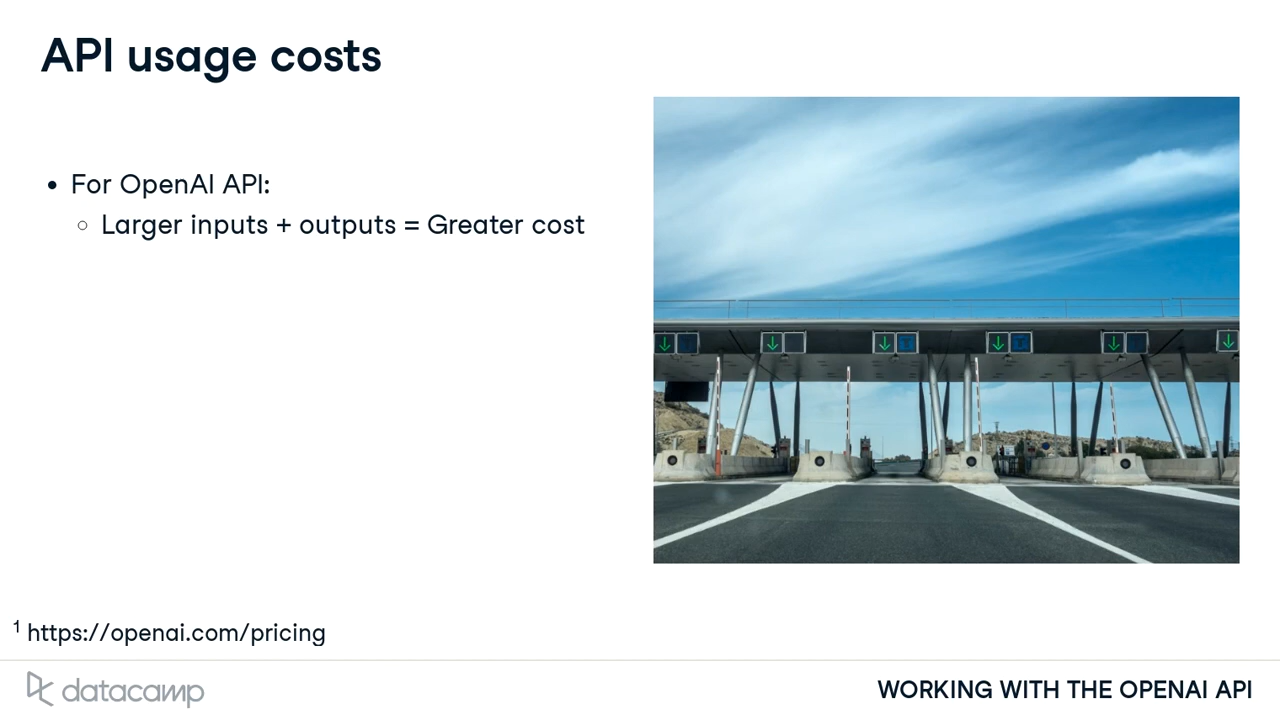 API usage costs
• For OpenAI API:
○ Larger inputs + outputs = Greater cost
1 https://openai.com/pricing
datacamp
WORKING WITH THE OPENAI API